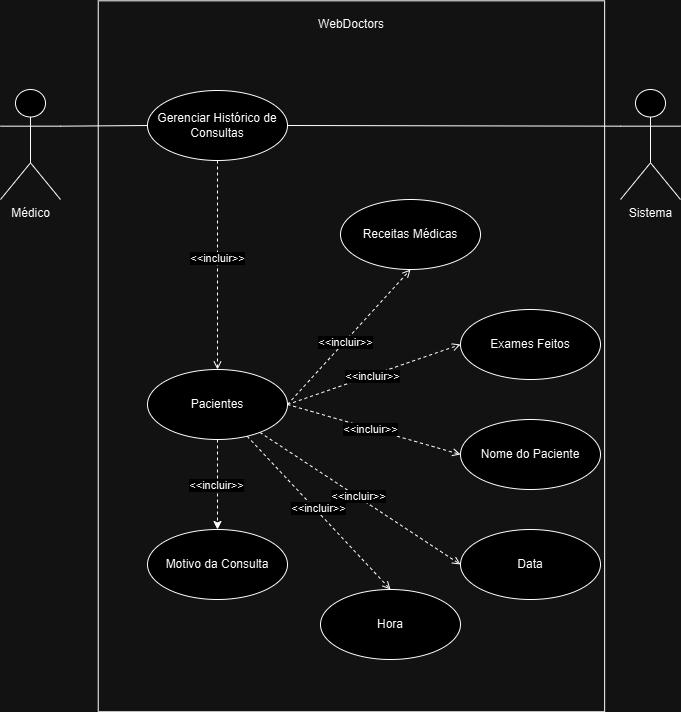 WebDoctors
Gerenciar Histórico de
Consultas
Médico
Sistema
Receitas Médicas
<<incluir>>
<<incluir>>
Exames Feitos
<<incluir>>
Pacientes
<<incluir>>
Nome do Paciente
<<incluir>>
<<incluir>>
<<incluir>>
Motivo da Consulta
Data
Hora